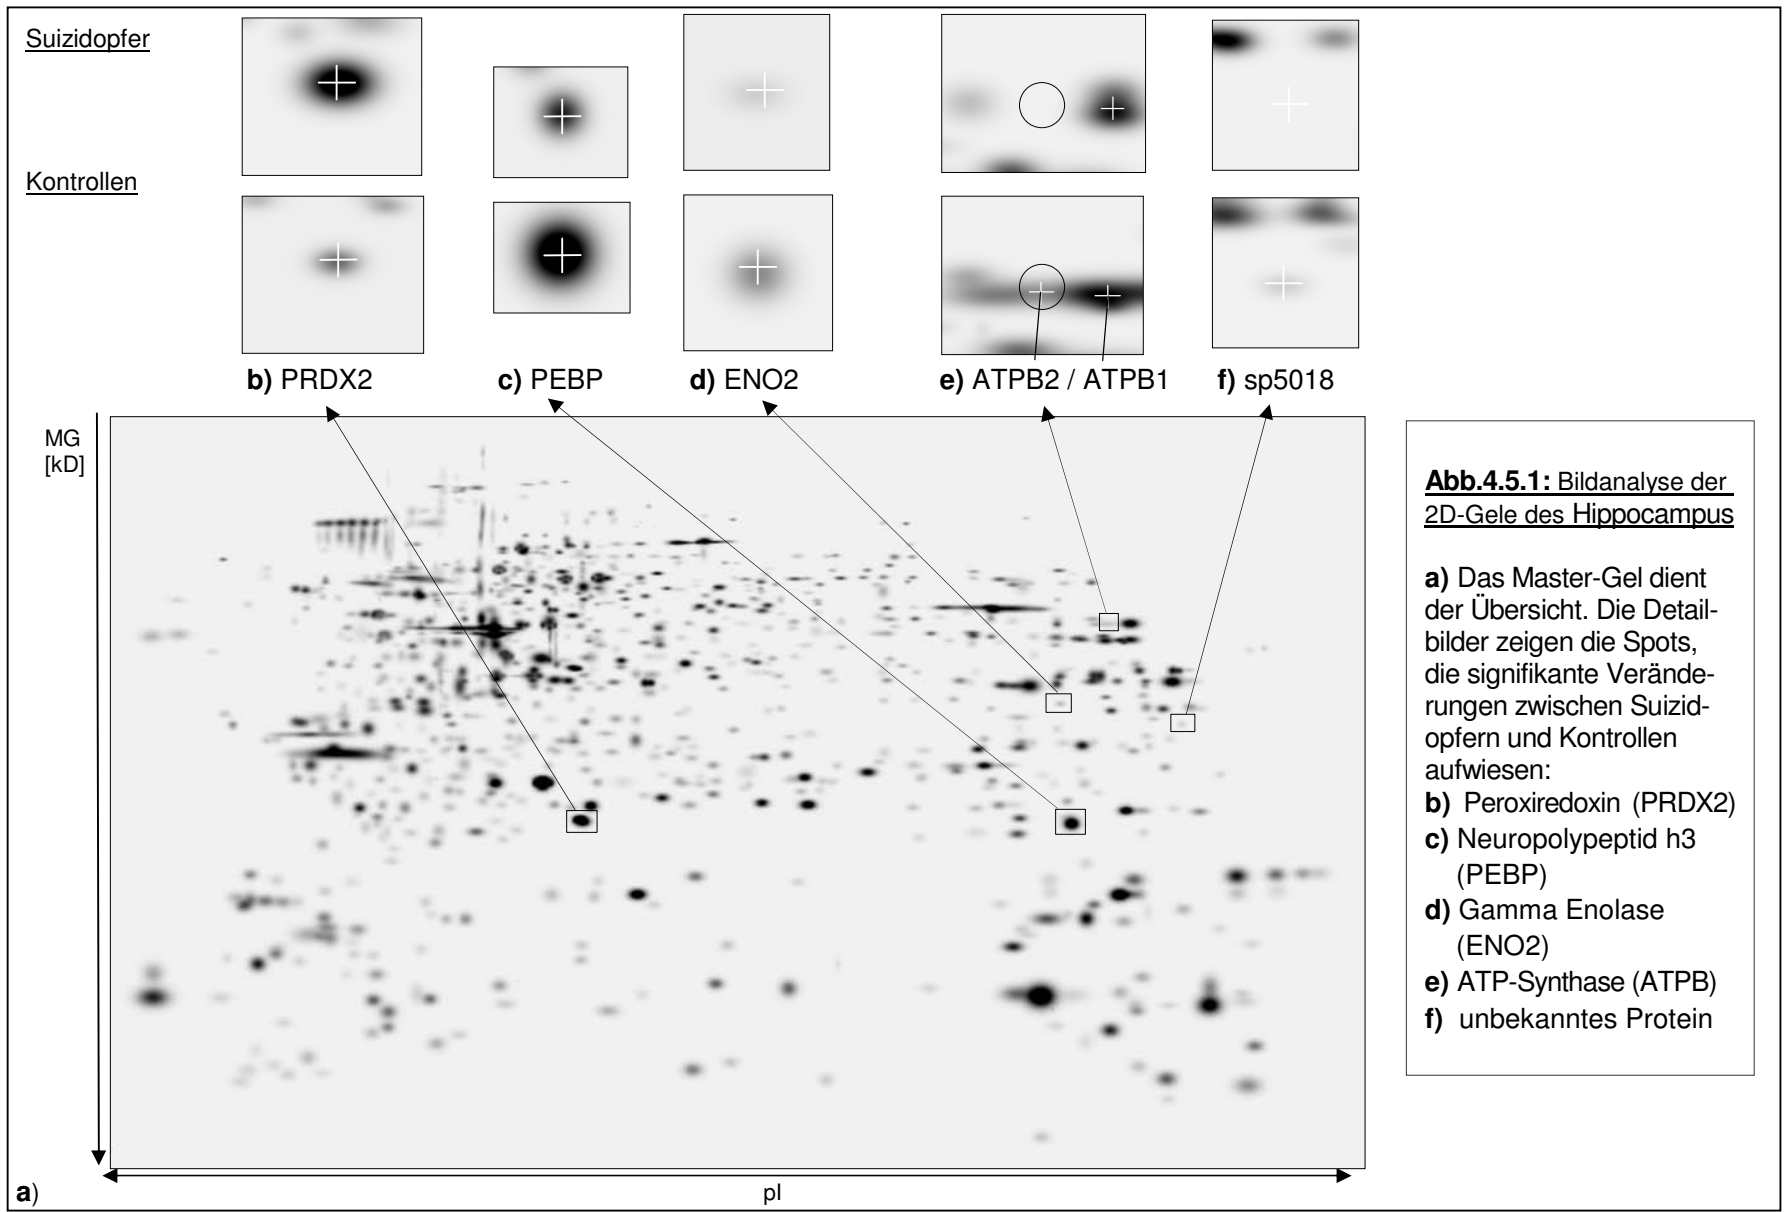 Suizidopfer
Kontrollen
b) PRDX2
c) PEBP
d) ENO2
e) ATPB2 / ATPB1
f) sp5018
MG
[kD]
a)
pI
Abb.4.5.1: Bildanalyse der
2D-Gele des Hippocampus
a) Das Master-Gel dient
der Übersicht. Die Detail-
bilder zeigen die Spots,
die signifikante Verände-
rungen zwischen Suizid-
opfern und Kontrollen
aufwiesen:
b) Peroxiredoxin (PRDX2)
c) Neuropolypeptid h3
(PEBP)
d) Gamma Enolase
(ENO2)
e) ATP-Synthase (ATPB)
f) unbekanntes Protein